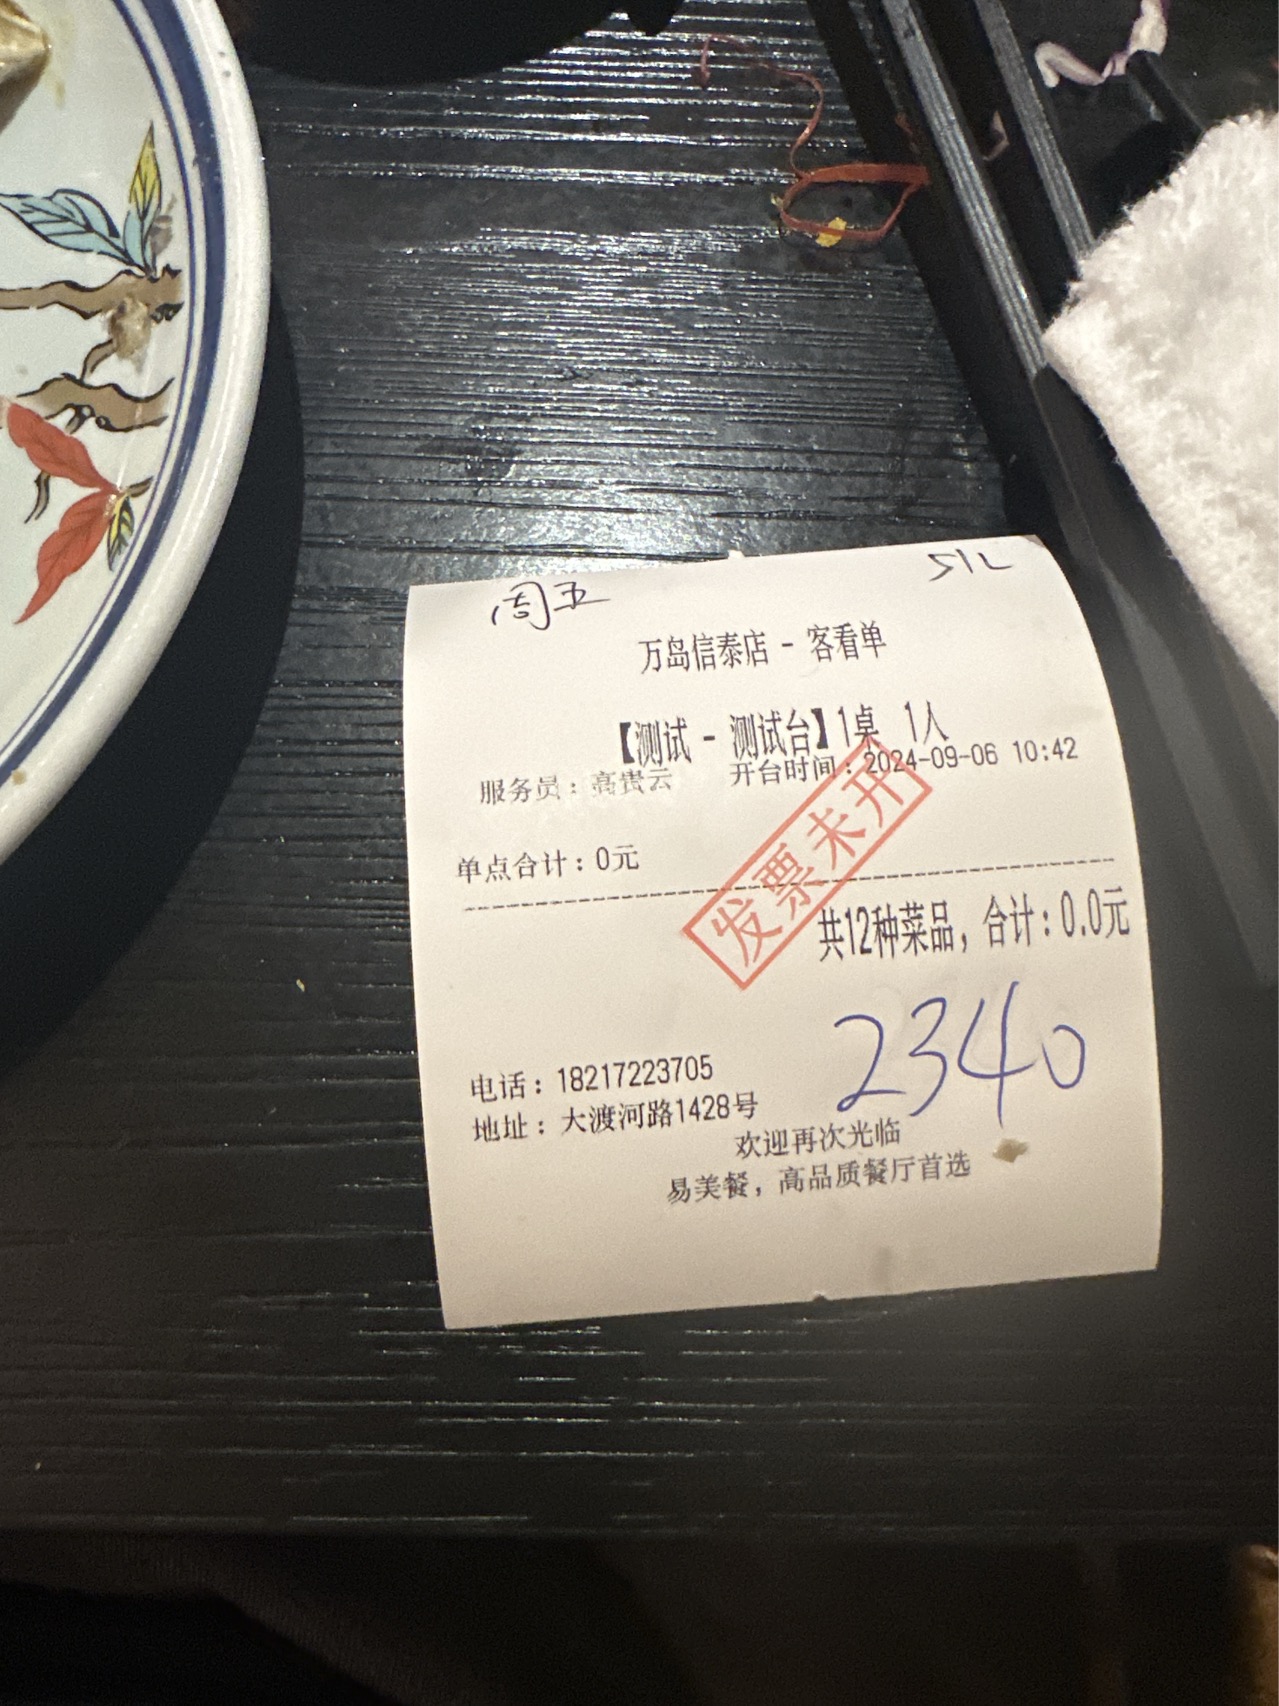 周五
万岛信泰店 - 客看单
【测试 - 测试台】1桌 1人
服务员：高贵云 开台时间：2024-09-06 10:42
单点合计：0元
发票未开
共12种菜品，合计：0.0元
2340
电话：18217223705
地址：大渡河路1428号
欢迎再次光临
易美餐，高品质餐厅首选